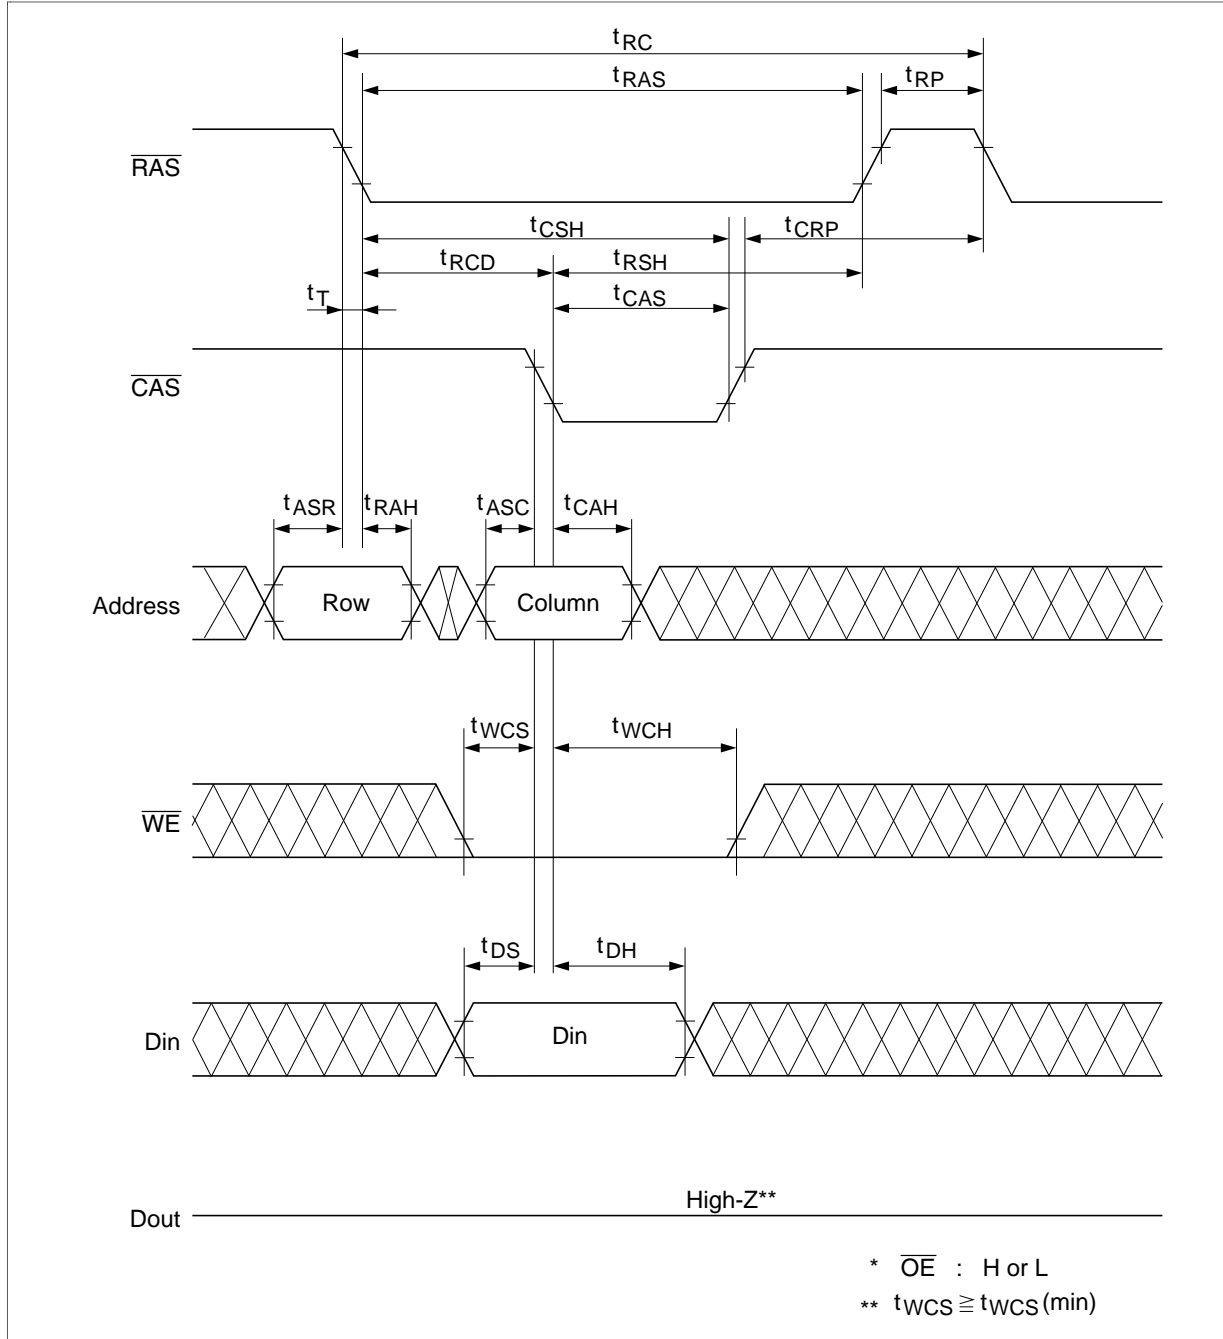 tRC
tRAS
tRP
RAS
tCSH
tCRP
tRCD
tRSH
tT
tCAS
CAS
tASR
tRAH
tASC
tCAH
Address
Row
Column
tWCS
tWCH
WE
tDS
tDH
Din
Din
High-Z**
Dout
* OE : H or L
** tWCS ≧ tWCS(min)